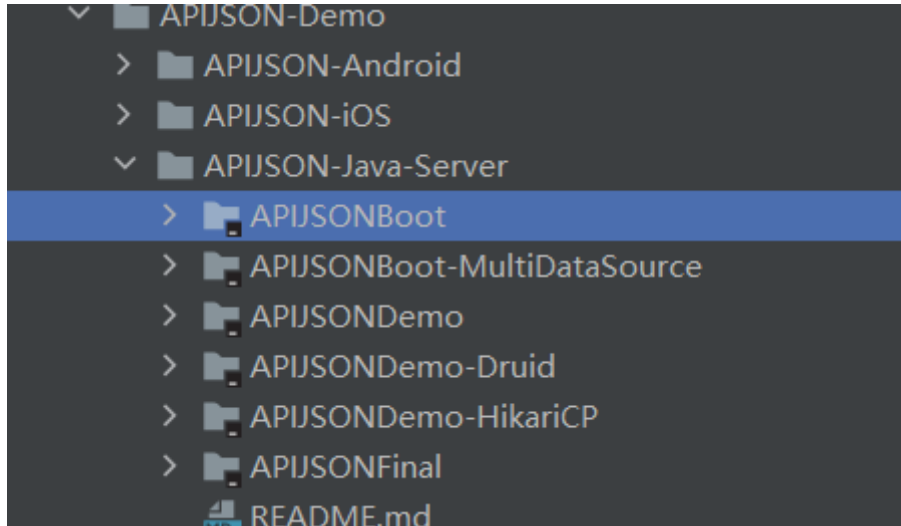 APIJSON-Demo
APIJSON-Android
APIJSON-iOS
APIJSON-Java-Server
APIJSONBoot
APIJSONBoot-MultiDataSource
APIJSONDemo
APIJSONDemo-Druid
APIJSONDemo-HikariCP
APIJSONFinal
README.md